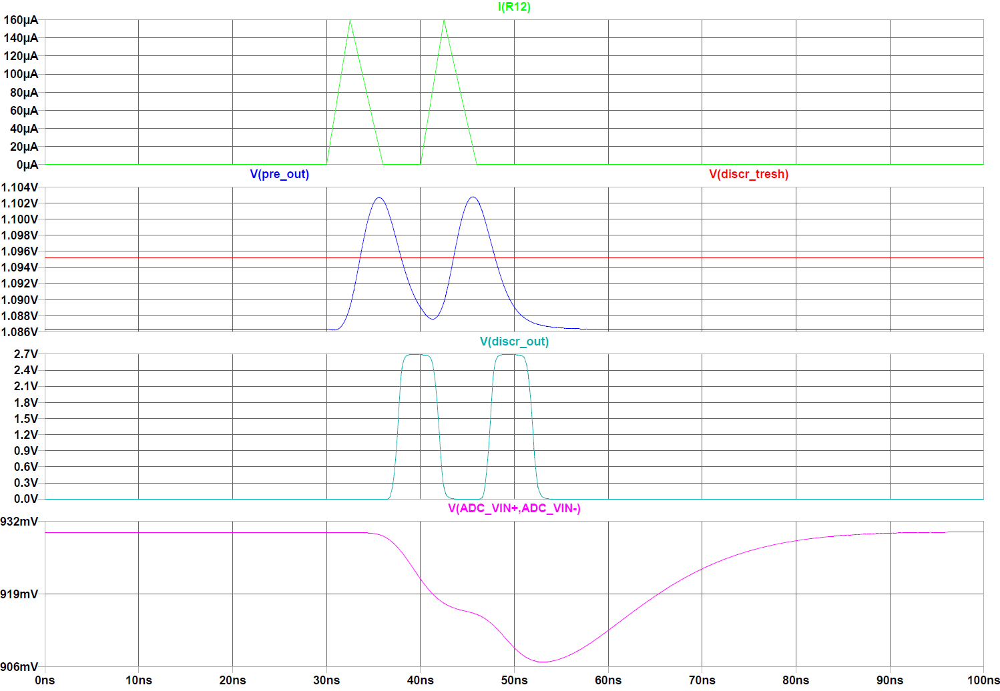 I(R12)
160µA
140µA
120µA
100µA
80µA
60µA
40µA
20µA
0µA
V(pre_out) V(discr_tresh)
1.104V
1.102V
1.100V
1.098V
1.096V
1.094V
1.092V
1.090V
1.088V
1.086V
V(discr_out)
2.7V
2.4V
2.1V
1.8V
1.5V
1.2V
0.9V
0.6V
0.3V
0.0V
V(ADC_VIN+,ADC_VIN-)
932mV
919mV
906mV
0ns 10ns 20ns 30ns 40ns 50ns 60ns 70ns 80ns 90ns 100ns